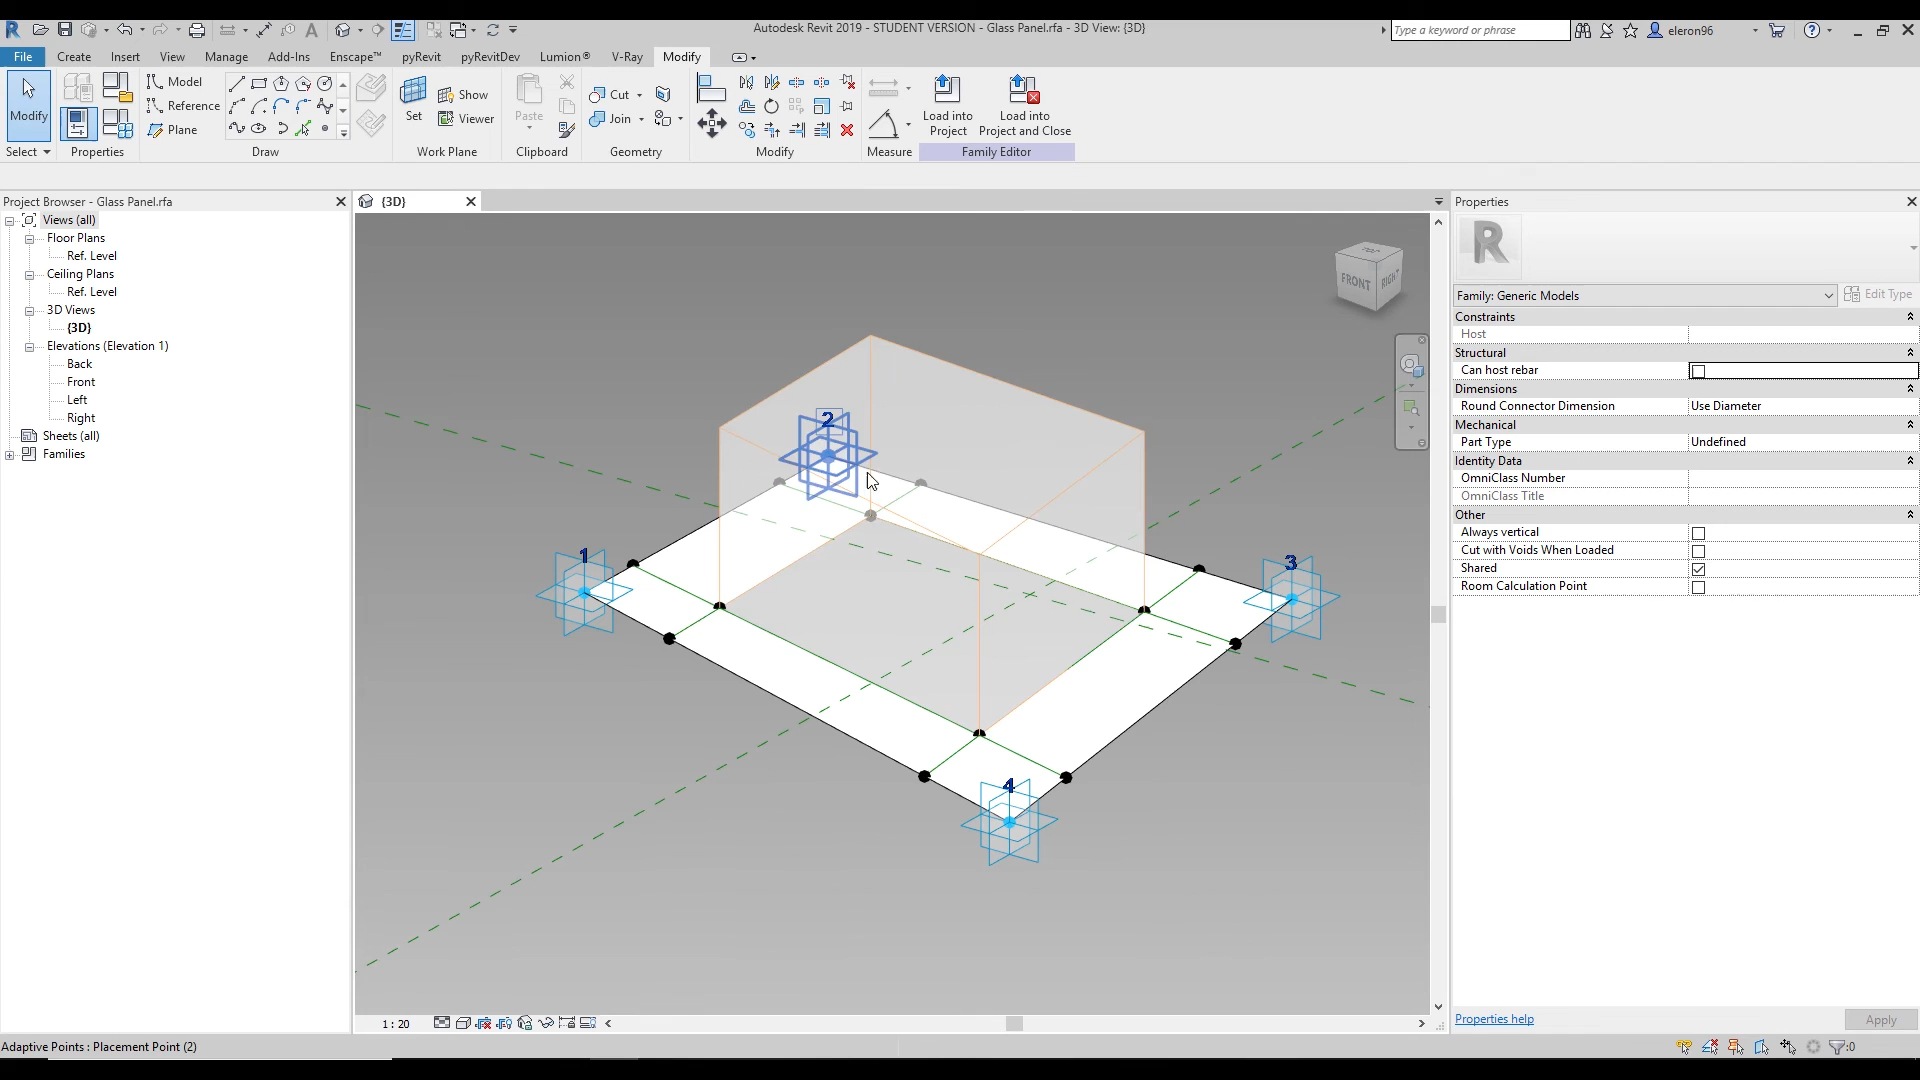 Autodesk Revit 2019 - STUDENT VERSION - Glass Panel.rfa - 3D View: {3D}
Type a keyword or phrase
eleron96
File Create Insert View Manage Add-Ins Enscape™ pyRevit pyRevitDev Lumion® V-Ray Modify
Modify
Select
Properties
Model
Reference
Plane
Draw
Set
Show
Viewer
Work Plane
Paste
Clipboard
Cut
Join
Geometry
Modify
Measure
Load into
Project
Load into
Project and Close
Family Editor
Project Browser - Glass Panel.rfa
Views (all)
Floor Plans
Ref. Level
Ceiling Plans
Ref. Level
3D Views
{3D}
Elevations (Elevation 1)
Back
Front
Left
Right
Sheets (all)
Families
{3D}
FRONT
RIGHT
2
1
3
4
1 : 20
Properties
R
Family: Generic Models
Edit Type
Constraints
Host
Structural
Can host rebar
Dimensions
Round Connector Dimension Use Diameter
Mechanical
Part Type Undefined
Identity Data
OmniClass Number
OmniClass Title
Other
Always vertical
Cut with Voids When Loaded
Shared
Room Calculation Point
Properties help
Apply
Adaptive Points : Placement Point (2)
:0